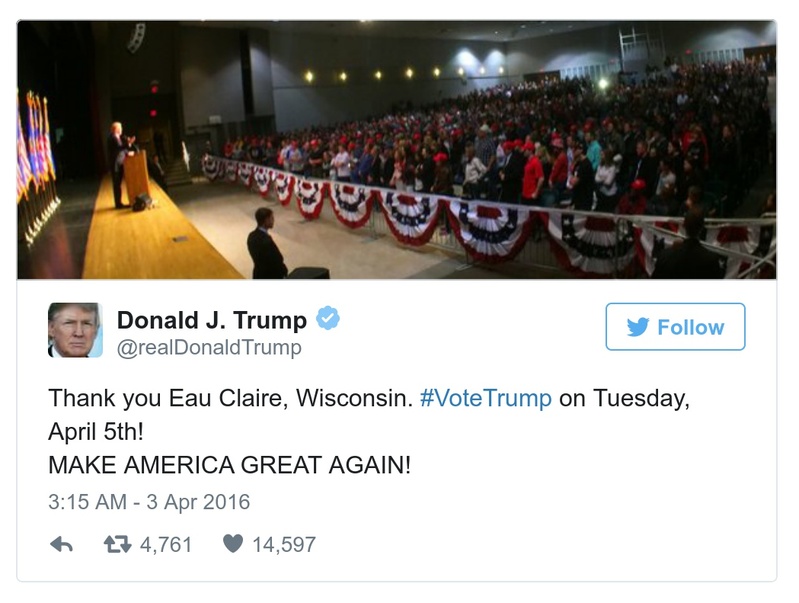 Donald J. Trump
Follow
@realDonaldTrump
Thank you Eau Claire, Wisconsin. #VoteTrump on Tuesday,
April 5th!
MAKE AMERICA GREAT AGAIN!
3:15 AM - 3 Apr 2016
4,761 14,597